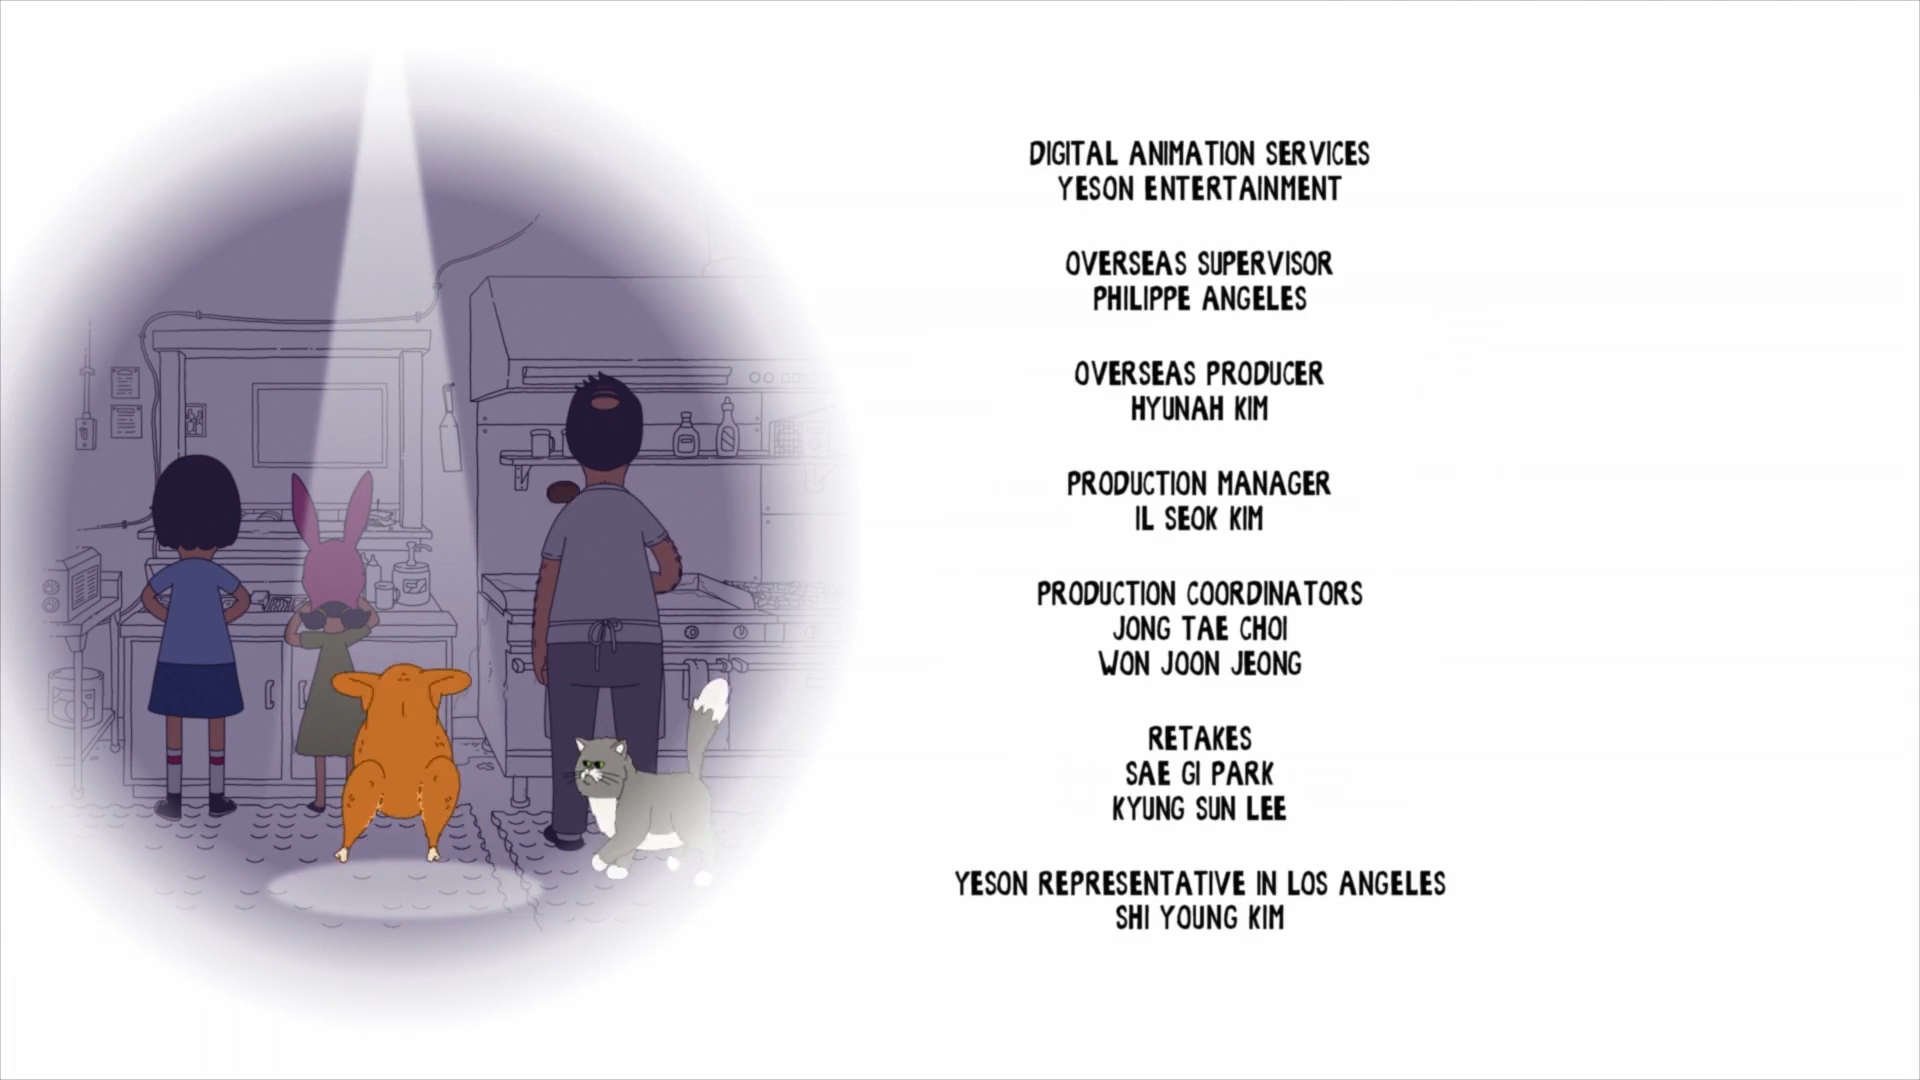 DIGITAL ANIMATION SERVICES
YESON ENTERTAINMENT
OVERSEAS SUPERVISOR
PHILIPPE ANGELES
OVERSEAS PRODUCER
HYUNAH KIM
PRODUCTION MANAGER
IL SEOK KIM
PRODUCTION COORDINATORS
JONG TAE CHOI
WON JOON JEONG
RETAKES
SAE GI PARK
KYUNG SUN LEE
YESON REPRESENTATIVE IN LOS ANGELES
SHI YOUNG KIM